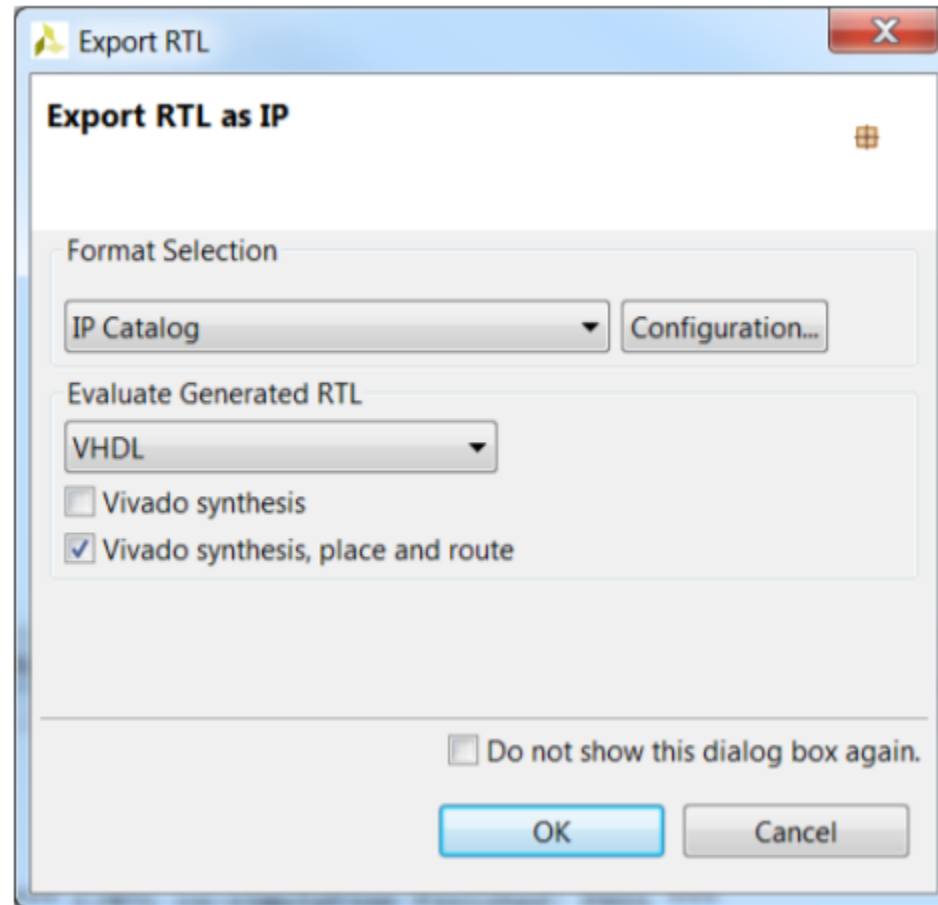 Export RTL
Export RTL as IP
Format Selection
IP Catalog
Configuration...
Evaluate Generated RTL
VHDL
Vivado synthesis
Vivado synthesis, place and route
Do not show this dialog box again.
OK
Cancel